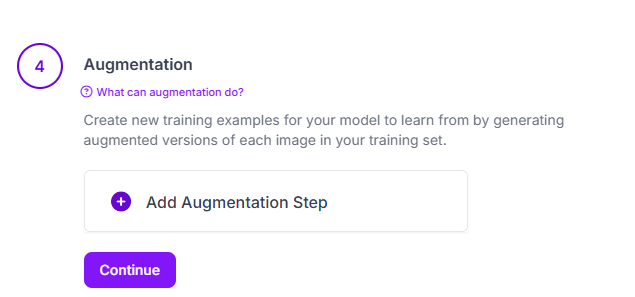 4
Augmentation
What can augmentation do?
Create new training examples for your model to learn from by generating
augmented versions of each image in your training set.
Add Augmentation Step
Continue